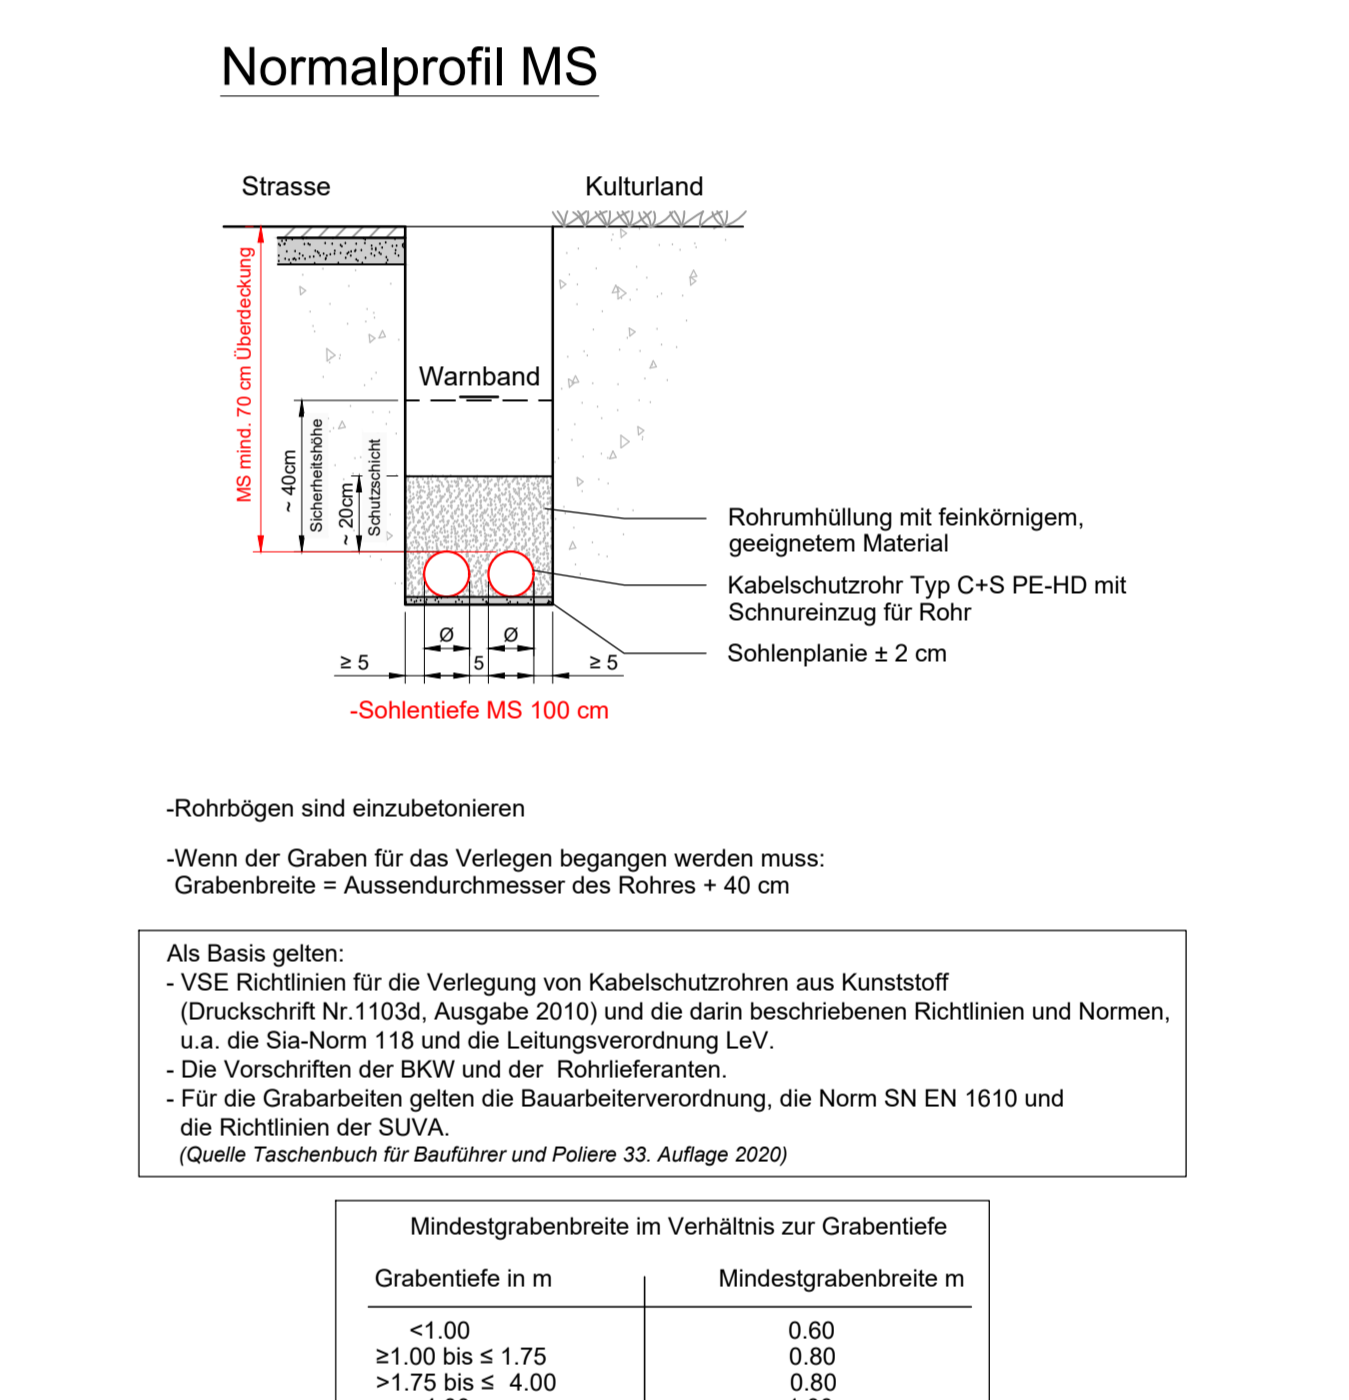 Normalprofil MS
Strasse
Kulturland
MS mind. 70 cm Überdeckung
~ 40cm
Sicherheitshöhe
~ 20cm
Schutzschicht
Warnband
Rohrumhüllung mit feinkörnigem,
geeignetem Material
Kabelschutzrohr Typ C+S PE-HD mit
Schnureinzug für Rohr
Sohlenplanie ± 2 cm
Ø Ø
≥ 5 5 ≥ 5
-Sohlentiefe MS 100 cm
-Rohrbögen sind einzubetonieren
-Wenn der Graben für das Verlegen begangen werden muss:
Grabenbreite = Aussendurchmesser des Rohres + 40 cm
Als Basis gelten:
- VSE Richtlinien für die Verlegung von Kabelschutzrohren aus Kunststoff
(Druckschrift Nr.1103d, Ausgabe 2010) und die darin beschriebenen Richtlinien und Normen,
u.a. die Sia-Norm 118 und die Leitungsverordnung LeV.
- Die Vorschriften der BKW und der Rohrlieferanten.
- Für die Grabarbeiten gelten die Bauarbeiterverordnung, die Norm SN EN 1610 und
die Richtlinien der SUVA.
(Quelle Taschenbuch für Bauführer und Poliere 33. Auflage 2020)
Mindestgrabenbreite im Verhältnis zur Grabentiefe
Grabentiefe in m Mindestgrabenbreite m
<1.00 0.60
≥1.00 bis ≤ 1.75 0.80
>1.75 bis ≤ 4.00 0.80